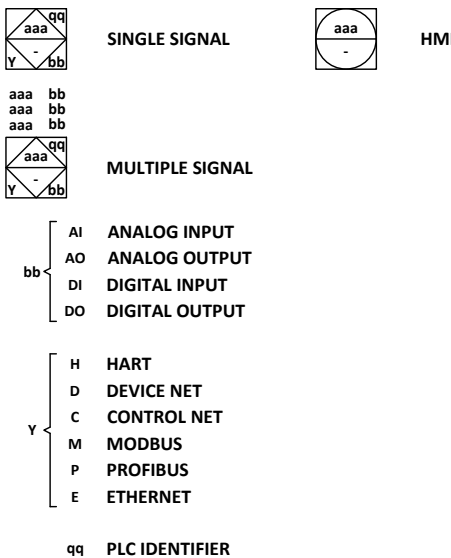 qq
aaa
-
Y bb
SINGLE SIGNAL
aaa
-
HMI
aaa bb
aaa bb
aaa bb
qq
aaa
-
Y bb
MULTIPLE SIGNAL
bb
AI ANALOG INPUT
AO ANALOG OUTPUT
DI DIGITAL INPUT
DO DIGITAL OUTPUT
Y
H HART
D DEVICE NET
C CONTROL NET
M MODBUS
P PROFIBUS
E ETHERNET
qq PLC IDENTIFIER